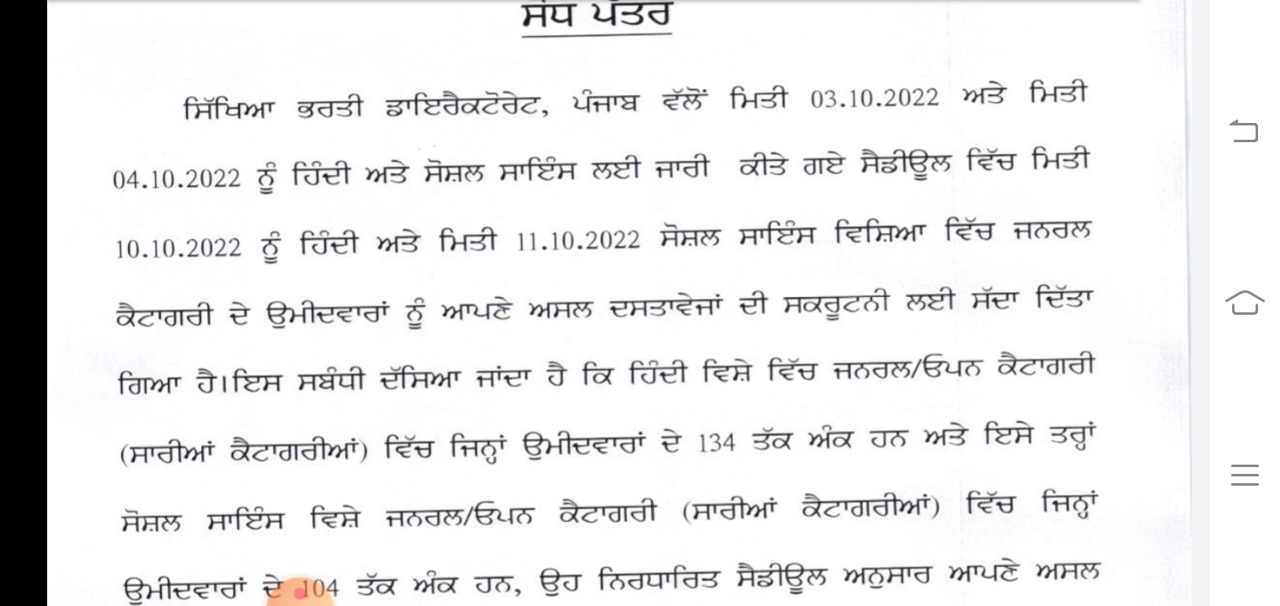 ਸੋਧ ਪੱਤਰ
ਸਿੱਖਿਆ ਭਰਤੀ ਡਾਇਰੈਕਟੋਰੇਟ, ਪੰਜਾਬ ਵੱਲੋਂ ਮਿਤੀ 03.10.2022 ਅਤੇ ਮਿਤੀ
04.10.2022 ਨੂੰ ਹਿੰਦੀ ਅਤੇ ਸੋਸ਼ਲ ਸਾਇੰਸ ਲਈ ਜਾਰੀ ਕੀਤੇ ਗਏ ਸੈਡੀਊਲ ਵਿੱਚ ਮਿਤੀ
10.10.2022 ਨੂੰ ਹਿੰਦੀ ਅਤੇ ਮਿਤੀ 11.10.2022 ਸੋਸ਼ਲ ਸਾਇੰਸ ਵਿਸ਼ਿਆ ਵਿੱਚ ਜਨਰਲ
ਕੈਟਾਗਰੀ ਦੇ ਉਮੀਦਵਾਰਾਂ ਨੂੰ ਆਪਣੇ ਅਸਲ ਦਸਤਾਵੇਜਾਂ ਦੀ ਸਕਰੂਟਨੀ ਲਈ ਸੱਦਾ ਦਿੱਤਾ
ਗਿਆ ਹੈ।ਇਸ ਸਬੰਧੀ ਦੱਸਿਆ ਜਾਂਦਾ ਹੈ ਕਿ ਹਿੰਦੀ ਵਿਸ਼ੇ ਵਿੱਚ ਜਨਰਲ/ਓਪਨ ਕੈਟਾਗਰੀ
(ਸਾਰੀਆਂ ਕੈਟਾਗਰੀਆਂ) ਵਿੱਚ ਜਿਨ੍ਹਾਂ ਉਮੀਦਵਾਰਾਂ ਦੇ 134 ਤੱਕ ਅੰਕ ਹਨ ਅਤੇ ਇਸੇ ਤਰ੍ਹਾਂ
ਸੋਸ਼ਲ ਸਾਇੰਸ ਵਿਸ਼ੇ ਜਨਰਲ/ਓਪਨ ਕੈਟਾਗਰੀ (ਸਾਰੀਆਂ ਕੈਟਾਗਰੀਆਂ) ਵਿੱਚ ਜਿਨ੍ਹਾਂ
ਉਮੀਦਵਾਰਾਂ ਦੇ 104 ਤੱਕ ਅੰਕ ਹਨ, ਉਹ ਨਿਰਧਾਰਿਤ ਸੈਡੀਊਲ ਅਨੁਸਾਰ ਆਪਣੇ ਅਸਲ